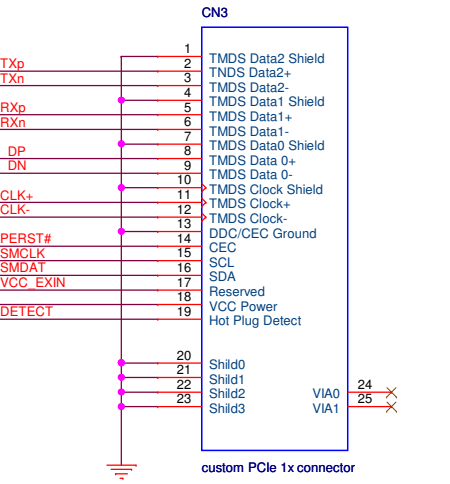 CN3
1 TMDS Data2 Shield
TXp 2 TNDS Data2+
TXn 3 TMDS Data2-
4 TMDS Data1 Shield
RXp 5 TMDS Data1+
RXn 6 TMDS Data1-
7 TMDS Data0 Shield
DP 8 TMDS Data 0+
DN 9 TMDS Data 0-
10 TMDS Clock Shield
CLK+ 11 TMDS Clock+
CLK- 12 TMDS Clock-
13 DDC/CEC Ground
PERST# 14 CEC
SMCLK 15 SCL
SMDAT 16 SDA
VCC_EXIN 17 Reserved
18 VCC Power
DETECT 19 Hot Plug Detect
20 Shild0
21 Shild1
22 Shild2 VIA0 24
23 Shild3 VIA1 25
custom PCIe 1x connector